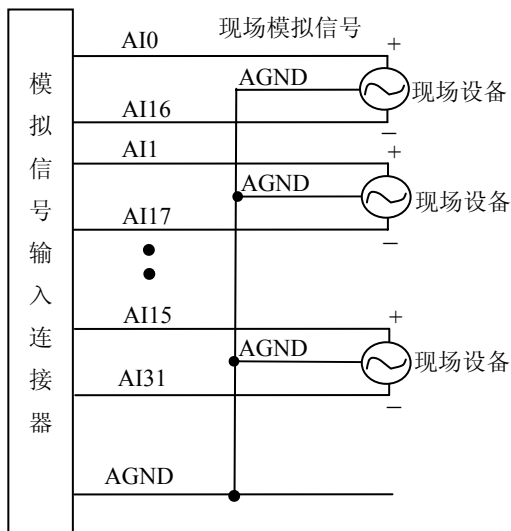 模拟信号输入连接器
现场模拟信号
AI0
+
AGND
现场设备
AI16
−
AI1
+
AGND
现场设备
AI17
−
AI15
+
AGND
现场设备
AI31
−
AGND